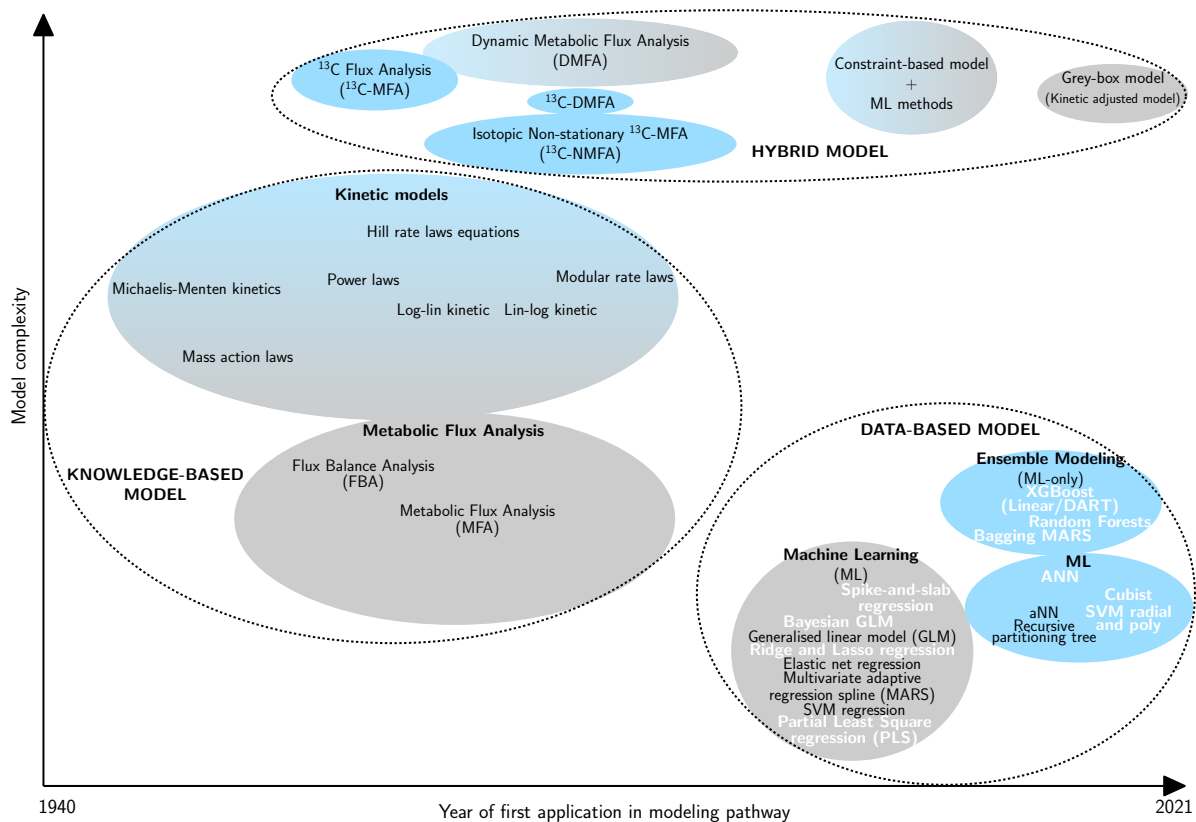 Dynamic Metabolic Flux Analysis
(DMFA)
¹³C Flux Analysis
(¹³C-MFA)
¹³C-DMFA
Isotopic Non-stationary ¹³C-MFA
(¹³C-NMFA)
Constraint-based model
+
ML methods
Grey-box model
(Kinetic adjusted model)
HYBRID MODEL
Kinetic models
Hill rate laws equations
Michaelis-Menten kinetics
Power laws
Modular rate laws
Log-lin kinetic
Lin-log kinetic
Mass action laws
Model complexity
Metabolic Flux Analysis
Flux Balance Analysis
(FBA)
Metabolic Flux Analysis
(MFA)
KNOWLEDGE-BASED
MODEL
DATA-BASED MODEL
Ensemble Modeling
(ML-only)
XGBoost
(Linear/DART)
Random Forests
Bagging MARS
Machine Learning
(ML)
Spike-and-slab
regression
Bayesian GLM
Generalised linear model (GLM)
Ridge and Lasso regression
Elastic net regression
Multivariate adaptive
regression spline (MARS)
SVM regression
Partial Least Square
regression (PLS)
ML
ANN
Cubist
SVM radial
and poly
aNN
Recursive
partitioning tree
1940
Year of first application in modeling pathway
2021